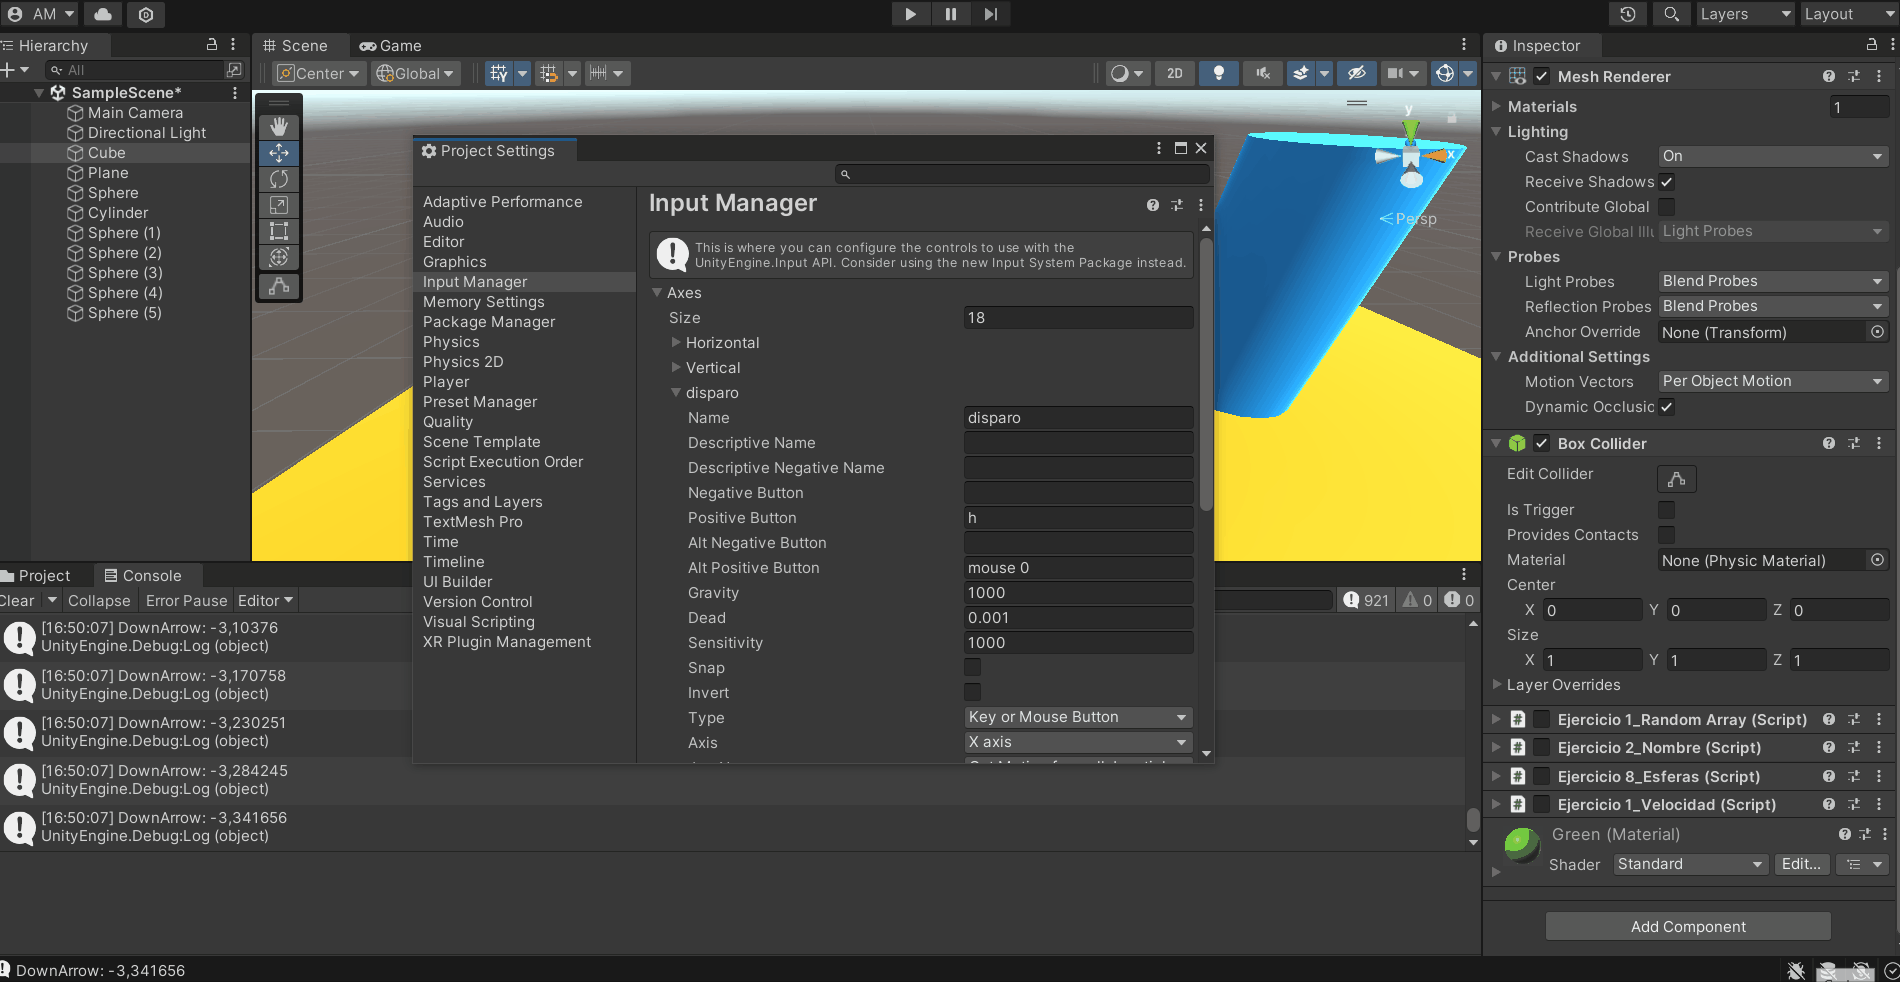 AM
Layers
Layout
Hierarchy
All
SampleScene*
Main Camera
Directional Light
Cube
Plane
Sphere
Cylinder
Sphere (1)
Sphere (2)
Sphere (3)
Sphere (4)
Sphere (5)
Scene
Game
Center
Global
2D
y
x
Persp
Project Settings
Adaptive Performance
Audio
Editor
Graphics
Input Manager
Memory Settings
Package Manager
Physics
Physics 2D
Player
Preset Manager
Quality
Scene Template
Script Execution Order
Services
Tags and Layers
TextMesh Pro
Time
Timeline
UI Builder
Version Control
Visual Scripting
XR Plugin Management
Input Manager
This is where you can configure the controls to use with the
UnityEngine.Input API. Consider using the new Input System Package instead.
Axes
Size 18
Horizontal
Vertical
disparo
Name disparo
Descriptive Name
Descriptive Negative Name
Negative Button
Positive Button h
Alt Negative Button
Alt Positive Button mouse 0
Gravity 1000
Dead 0.001
Sensitivity 1000
Snap
Invert
Type Key or Mouse Button
Axis X axis
Project
Console
Clear
Collapse
Error Pause
Editor
921
0
0
[16:50:07] DownArrow: -3,10376
UnityEngine.Debug:Log (object)
[16:50:07] DownArrow: -3,170758
UnityEngine.Debug:Log (object)
[16:50:07] DownArrow: -3,230251
UnityEngine.Debug:Log (object)
[16:50:07] DownArrow: -3,284245
UnityEngine.Debug:Log (object)
[16:50:07] DownArrow: -3,341656
UnityEngine.Debug:Log (object)
DownArrow: -3,341656
Inspector
Mesh Renderer
Materials 1
Lighting
Cast Shadows On
Receive Shadows
Contribute Global
Receive Global Illu Light Probes
Probes
Light Probes Blend Probes
Reflection Probes Blend Probes
Anchor Override None (Transform)
Additional Settings
Motion Vectors Per Object Motion
Dynamic Occlusic
Box Collider
Edit Collider
Is Trigger
Provides Contacts
Material None (Physic Material)
Center
X 0 Y 0 Z 0
Size
X 1 Y 1 Z 1
Layer Overrides
# Ejercicio 1_Random Array (Script)
# Ejercicio 2_Nombre (Script)
# Ejercicio 8_Esferas (Script)
# Ejercicio 1_Velocidad (Script)
Green (Material)
Shader Standard Edit...
Add Component